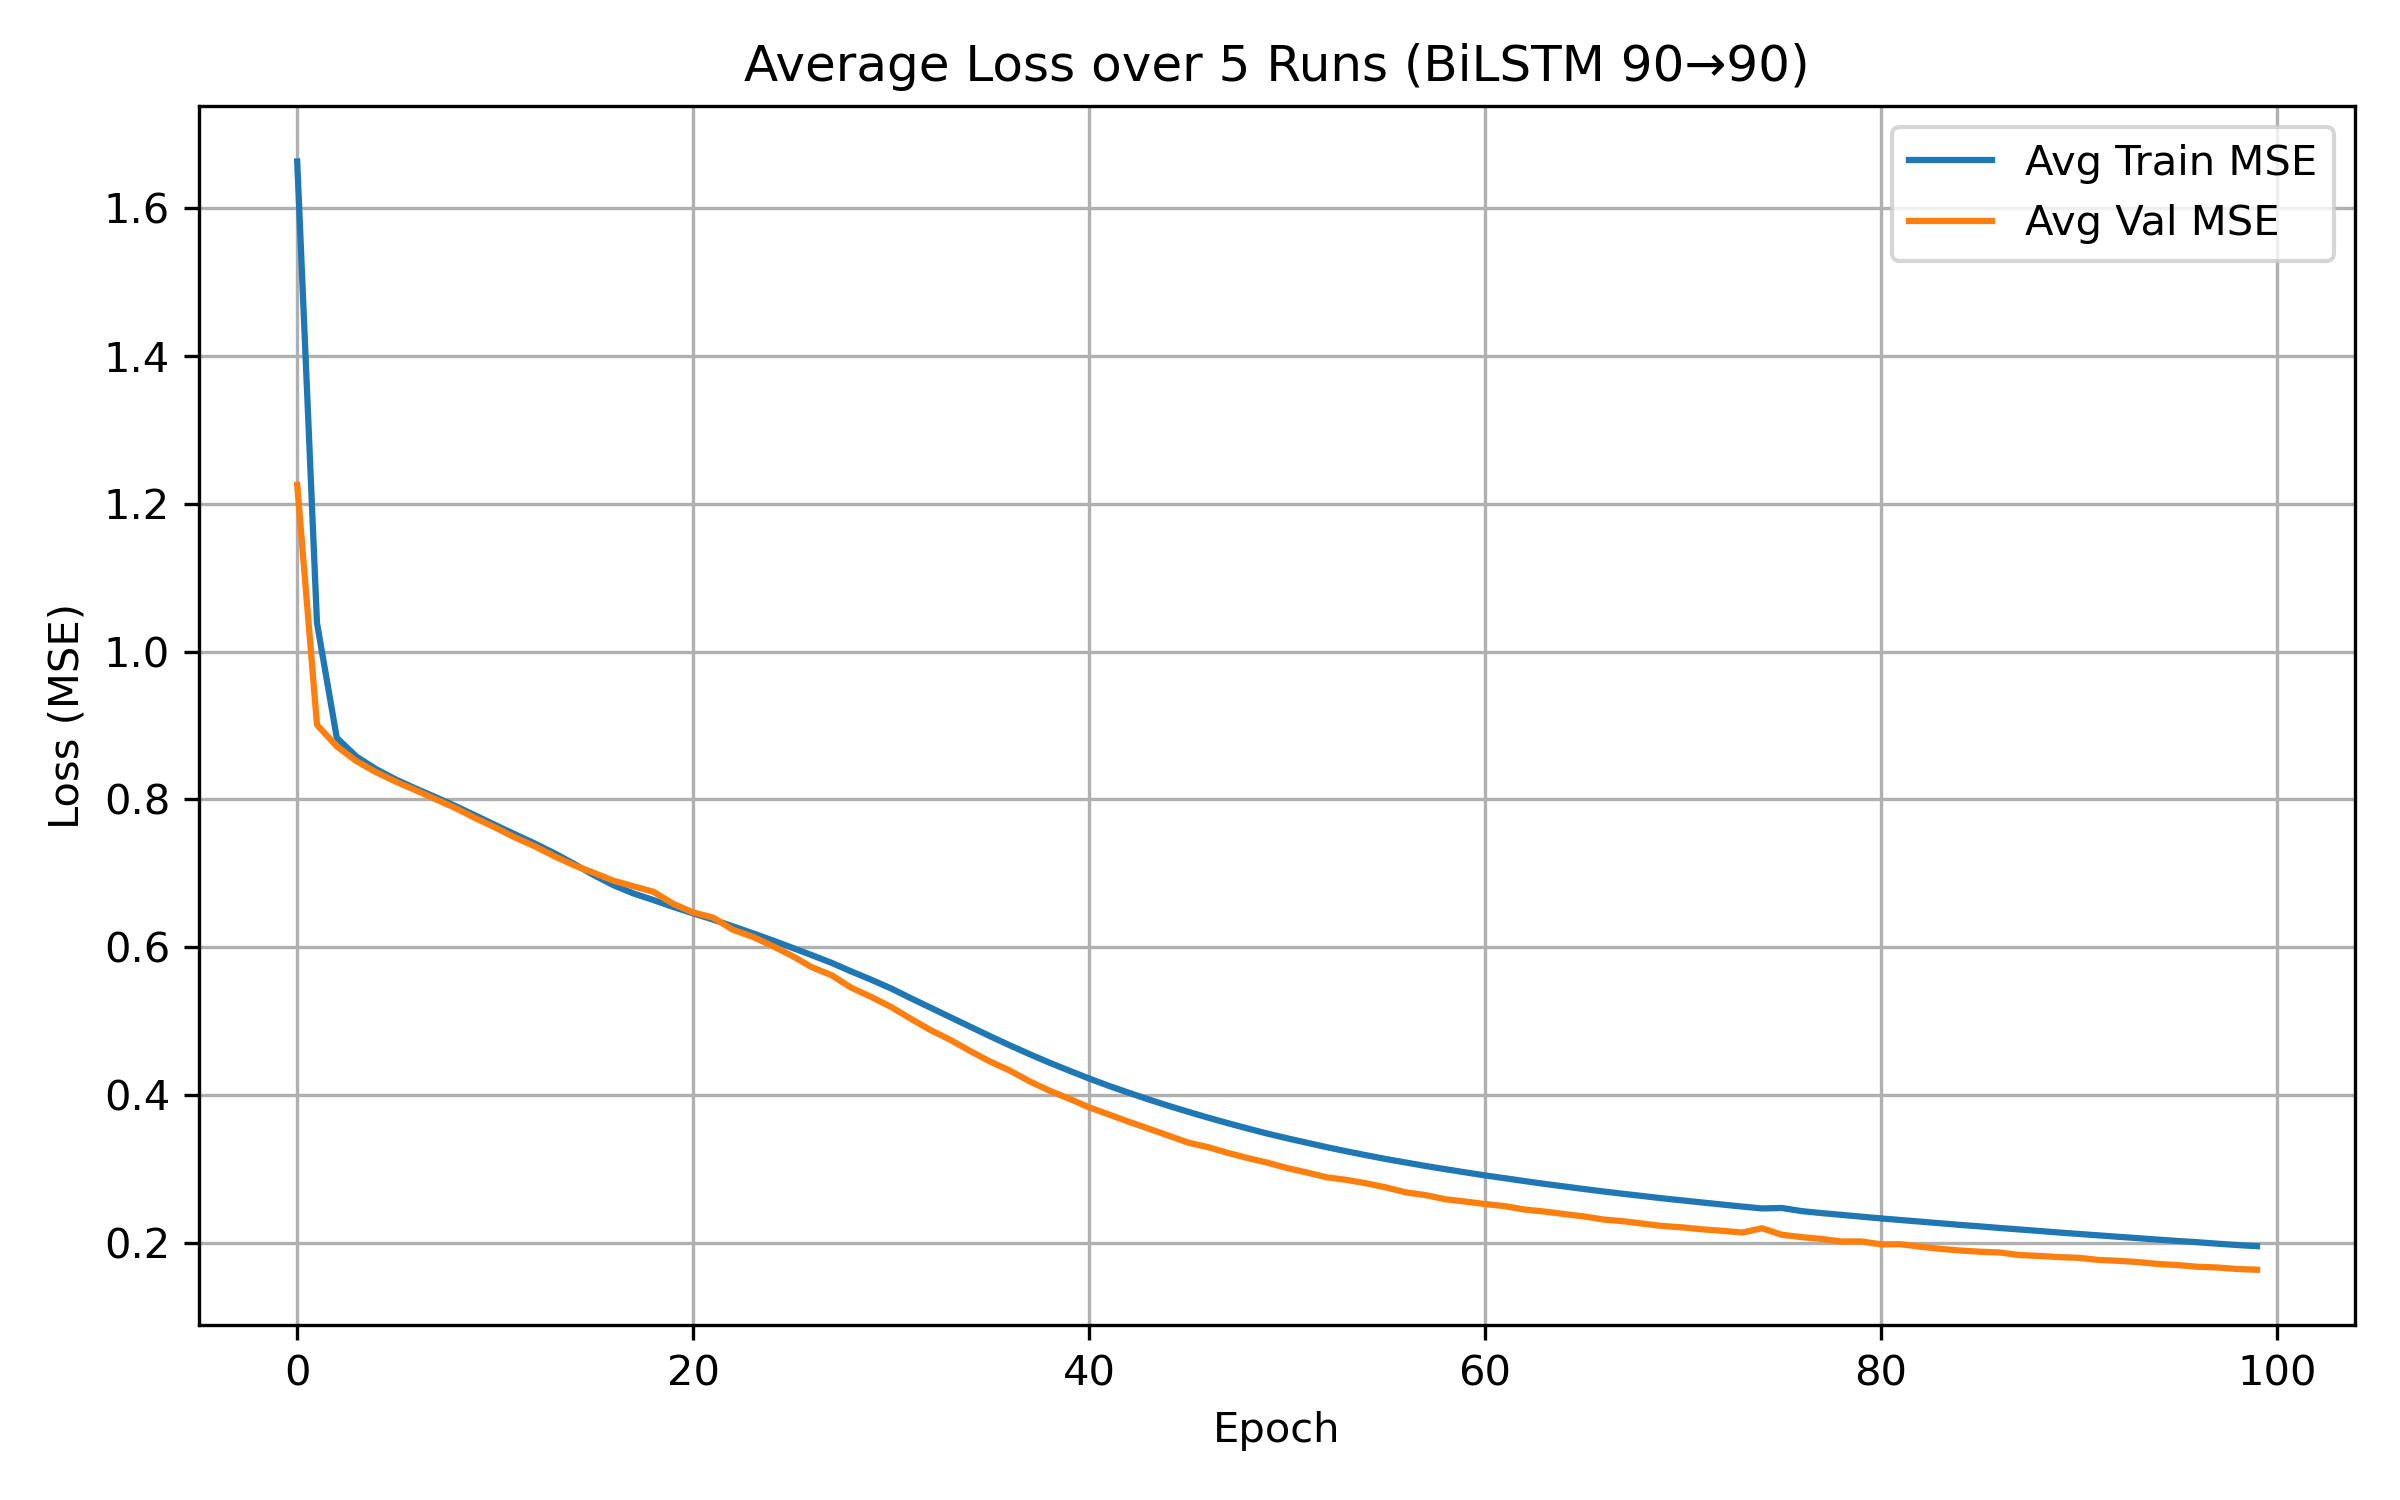 Average Loss over 5 Runs (BiLSTM 90→90)
Avg Train MSE
Avg Val MSE
Loss (MSE)
1.6
1.4
1.2
1.0
0.8
0.6
0.4
0.2
0 20 40 60 80 100
Epoch